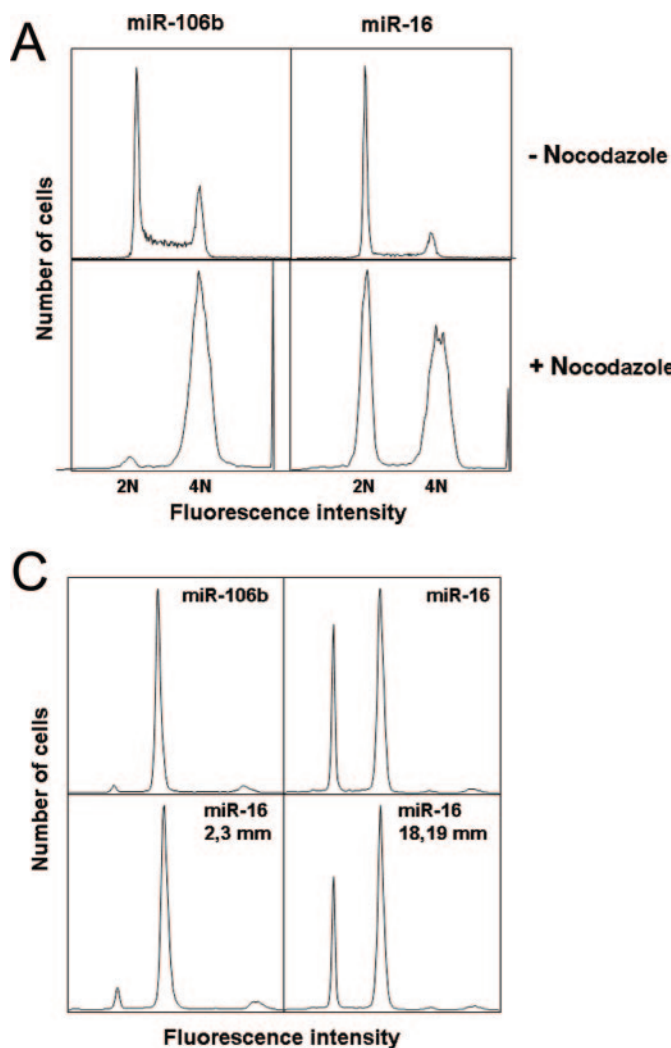 A
miR-106b
miR-16
- Nocodazole
Number of cells
+ Nocodazole
2N 4N 2N 4N
Fluorescence intensity
C
miR-106b
miR-16
Number of cells
miR-16
2,3 mm
miR-16
18,19 mm
Fluorescence intensity